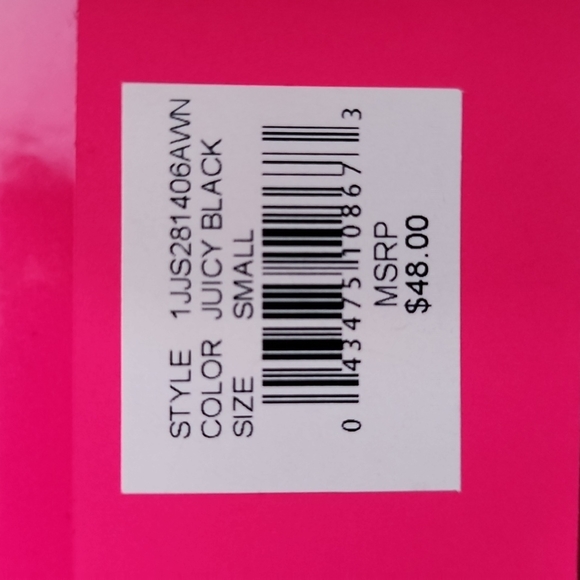 STYLE 1JJS281406AWN
COLOR JUICY BLACK
SIZE SMALL
0 43475 10867 3
MSRP
$48.00